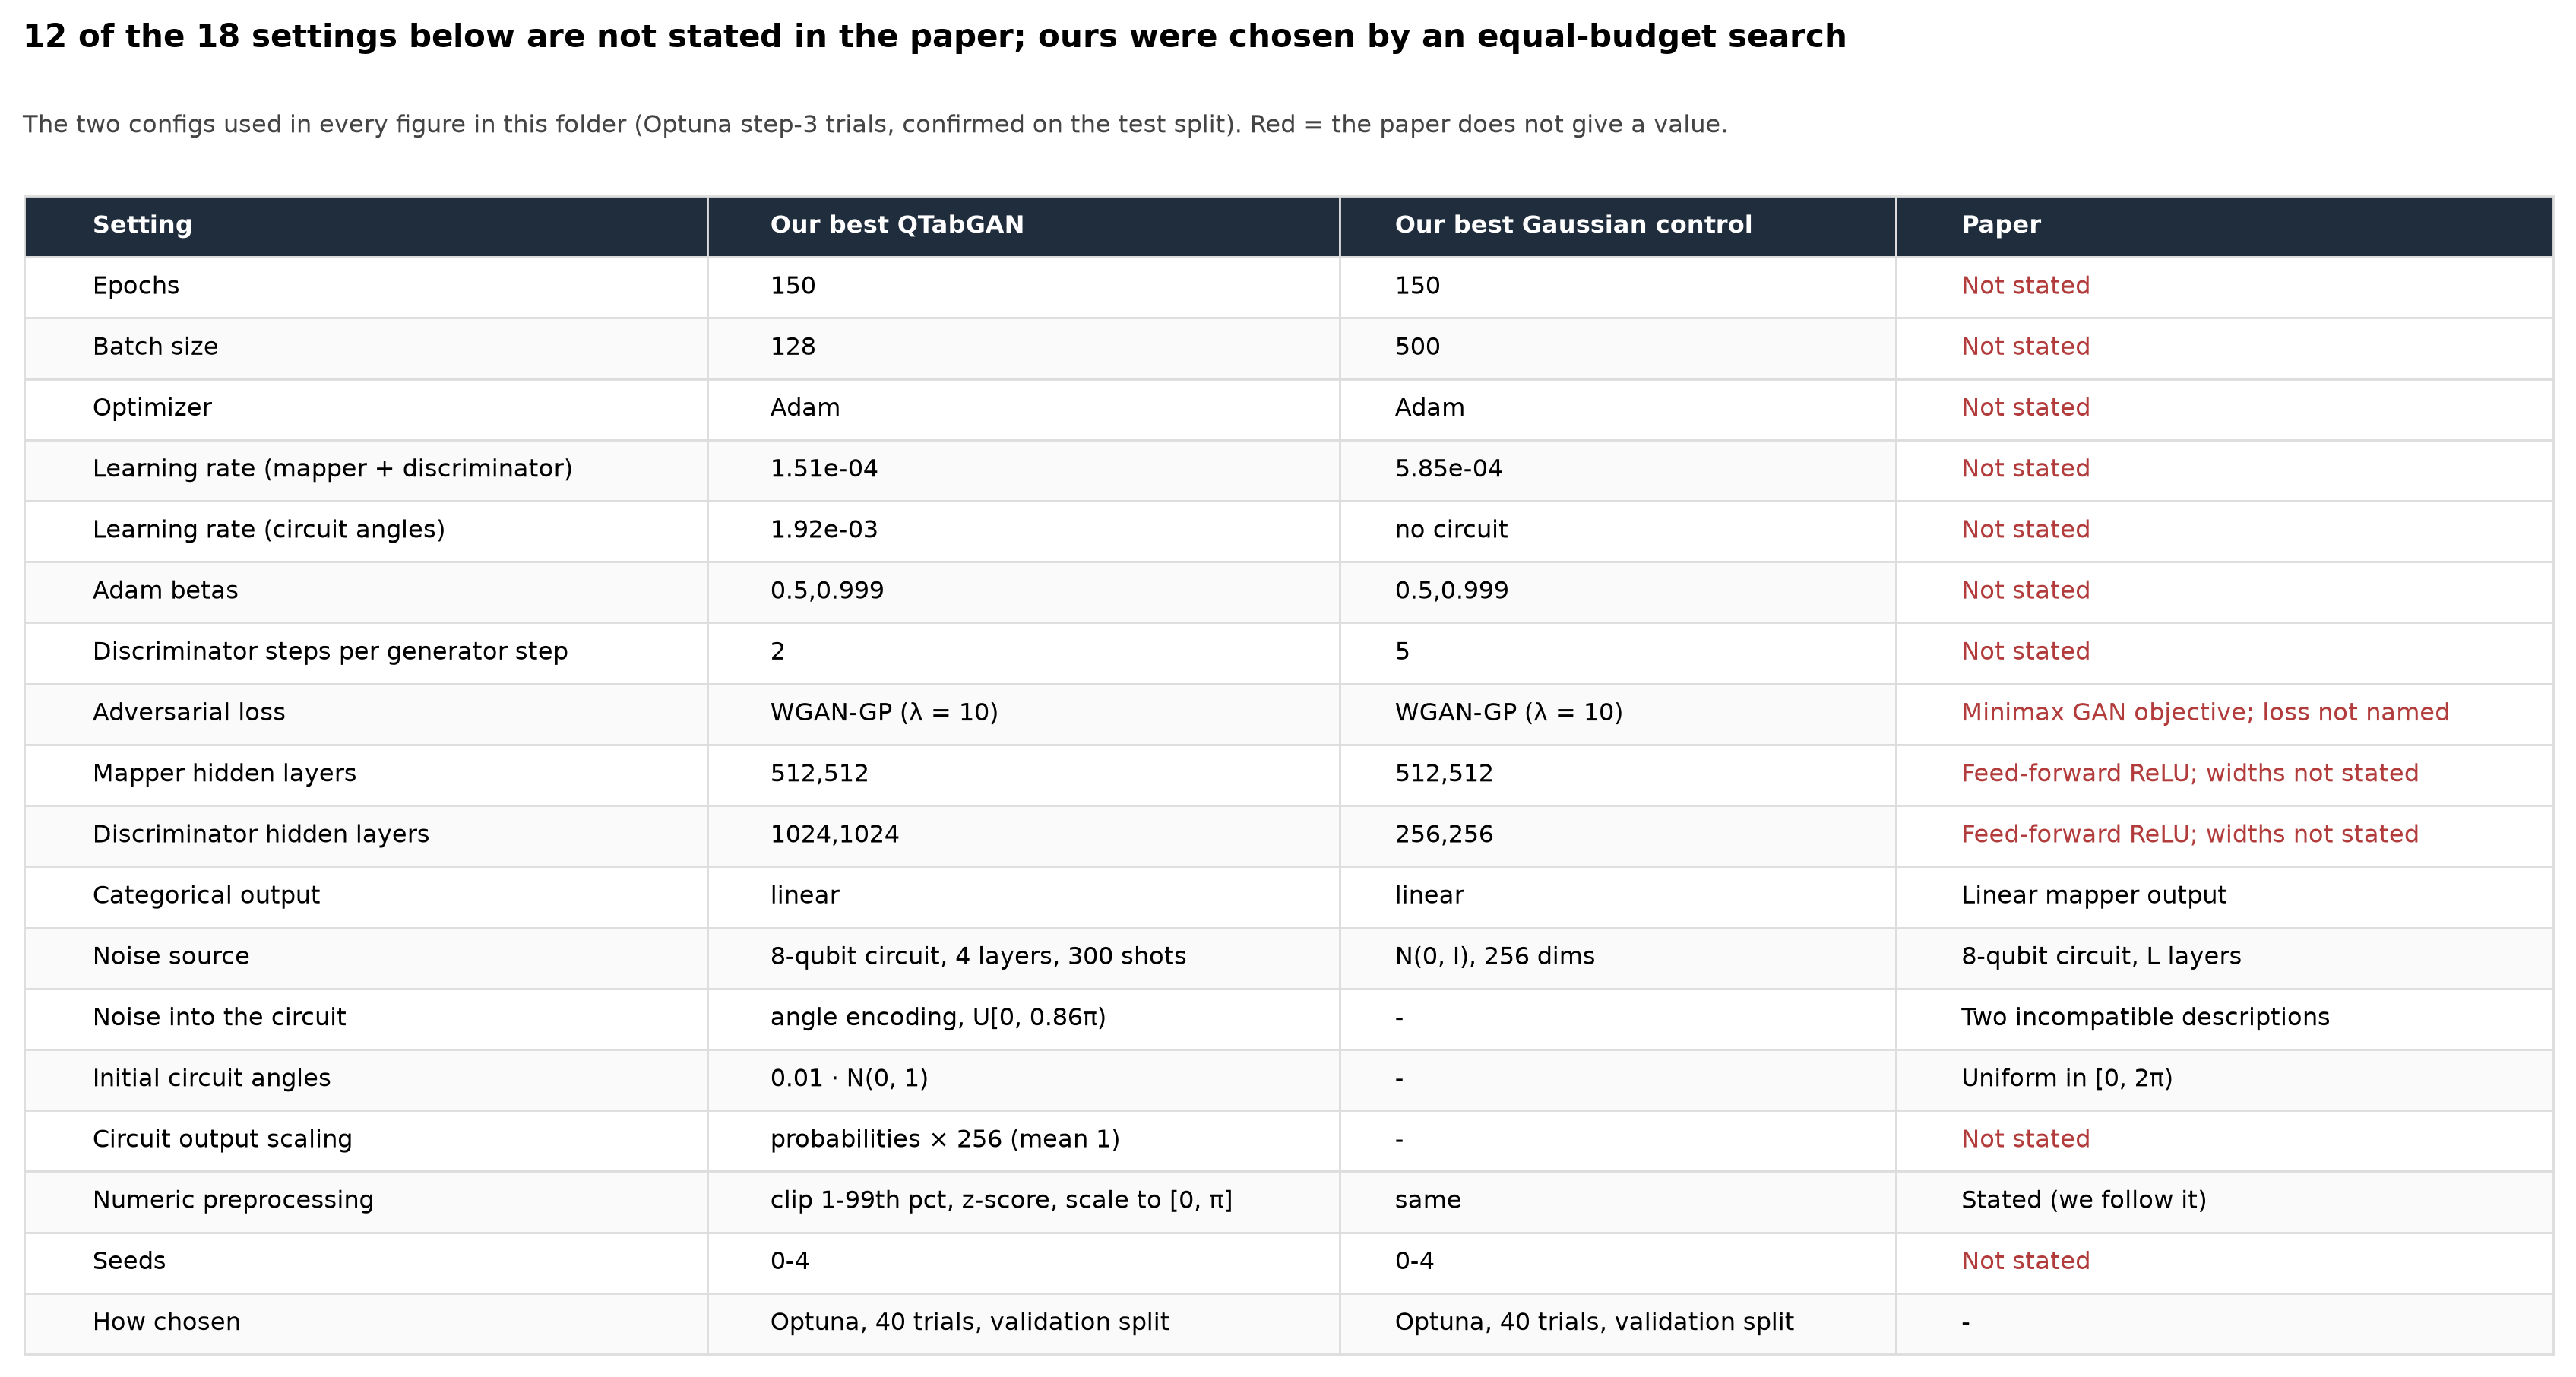 12 of the 18 settings below are not stated in the paper; ours were chosen by an equal-budget search
The two configs used in every figure in this folder (Optuna step-3 trials, confirmed on the test split). Red = the paper does not give a value.
Setting Our best QTabGAN Our best Gaussian control Paper
Epochs 150 150 Not stated
Batch size 128 500 Not stated
Optimizer Adam Adam Not stated
Learning rate (mapper + discriminator) 1.51e-04 5.85e-04 Not stated
Learning rate (circuit angles) 1.92e-03 no circuit Not stated
Adam betas 0.5,0.999 0.5,0.999 Not stated
Discriminator steps per generator step 2 5 Not stated
Adversarial loss WGAN-GP (λ = 10) WGAN-GP (λ = 10) Minimax GAN objective; loss not named
Mapper hidden layers 512,512 512,512 Feed-forward ReLU; widths not stated
Discriminator hidden layers 1024,1024 256,256 Feed-forward ReLU; widths not stated
Categorical output linear linear Linear mapper output
Noise source 8-qubit circuit, 4 layers, 300 shots N(0, I), 256 dims 8-qubit circuit, L layers
Noise into the circuit angle encoding, U[0, 0.86π) - Two incompatible descriptions
Initial circuit angles 0.01 · N(0, 1) - Uniform in [0, 2π)
Circuit output scaling probabilities × 256 (mean 1) - Not stated
Numeric preprocessing clip 1-99th pct, z-score, scale to [0, π] same Stated (we follow it)
Seeds 0-4 0-4 Not stated
How chosen Optuna, 40 trials, validation split Optuna, 40 trials, validation split -